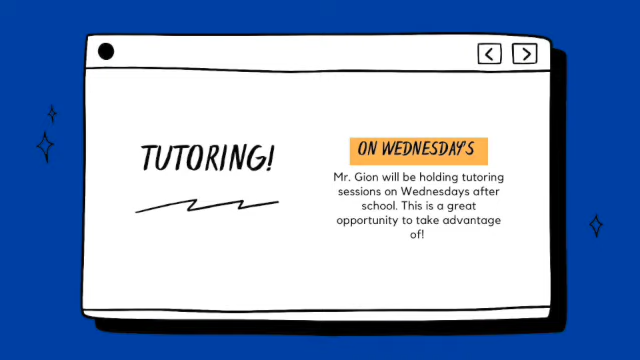 TUTORING!
ON WEDNESDAY'S
Mr. Gion will be holding tutoring
sessions on Wednesdays after
school. This is a great
opportunity to take advantage
of!